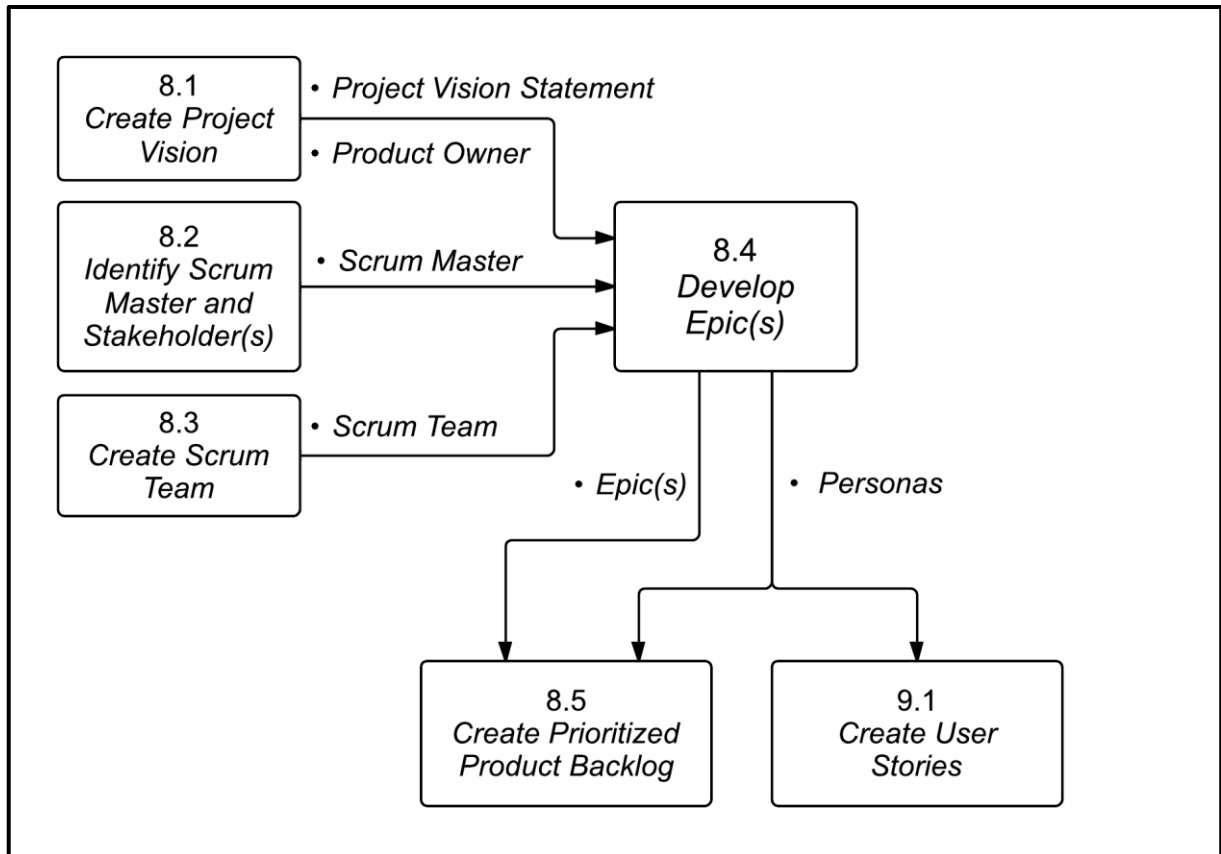 8.1
Create Project
Vision
• Project Vision Statement
• Product Owner
8.2
Identify Scrum
Master and
Stakeholder(s)
• Scrum Master
8.3
Create Scrum
Team
• Scrum Team
8.4
Develop
Epic(s)
• Epic(s)
• Personas
8.5
Create Prioritized
Product Backlog
9.1
Create User
Stories